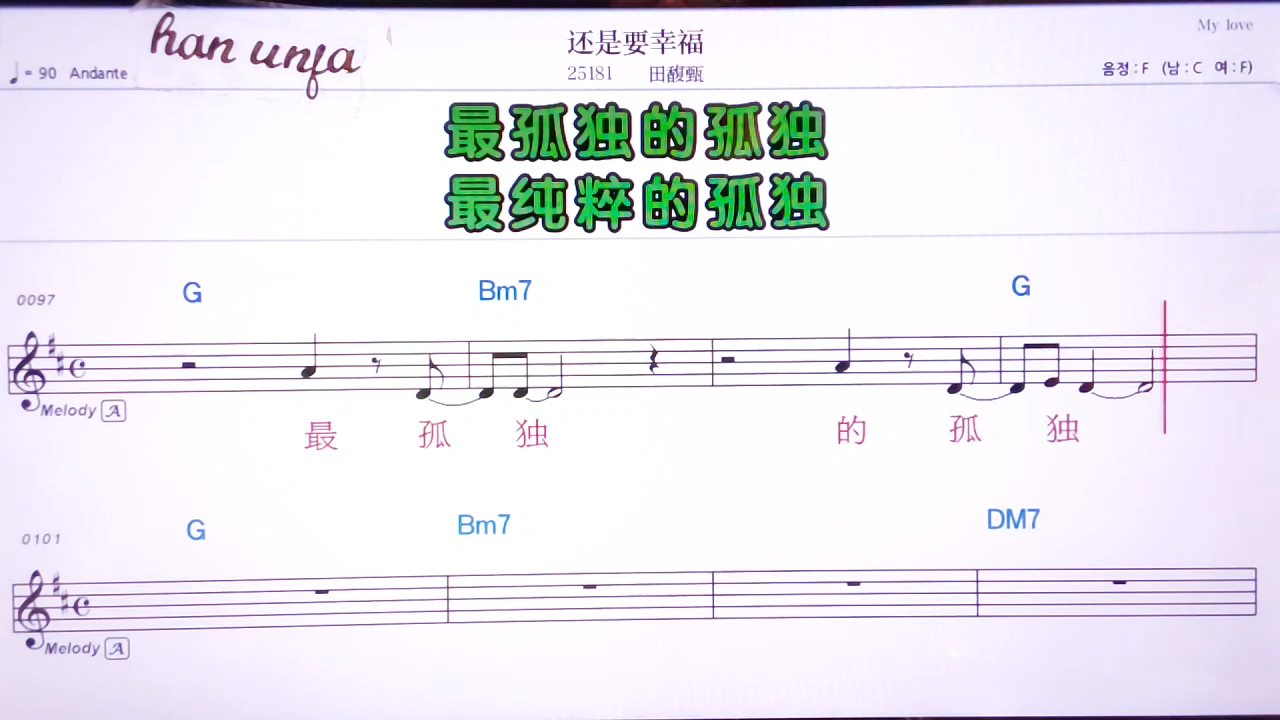 han unfa
My love
还是要幸福
25181 田馥甄
= 90 Andante
음정 : F (남 : C 여 : F)
最孤独的孤独
最纯粹的孤独
G Bm7 G
0097
Melody A
最 孤 独 的 孤 独
G Bm7 DM7
0101
Melody A